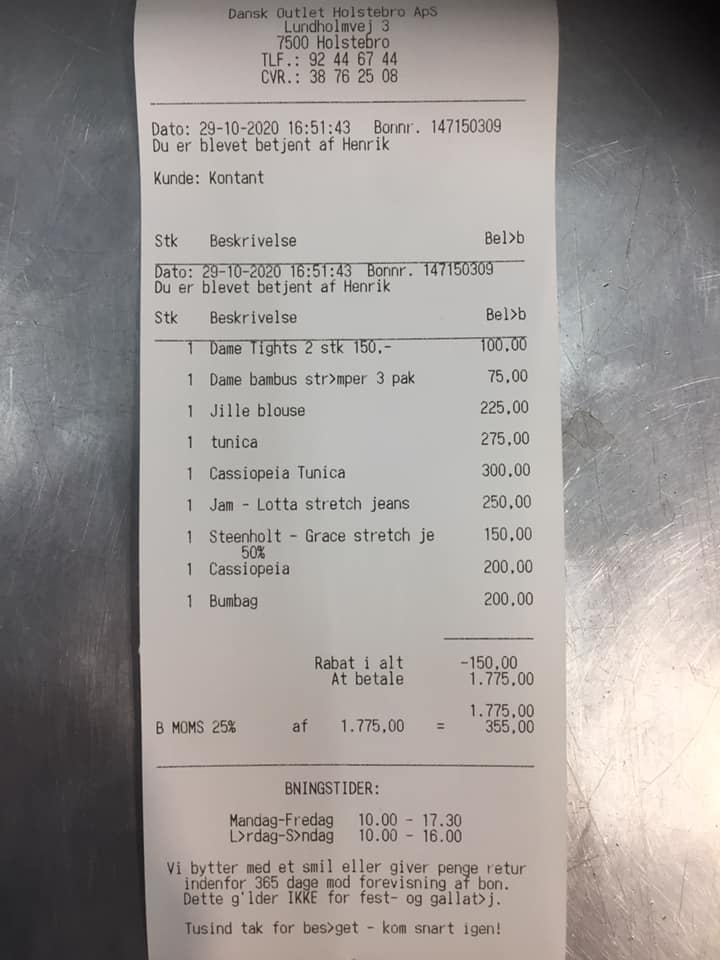 Dansk Outlet Holstebro ApS
Lundholmvej 3
7500 Holstebro
TLF.: 92 44 67 44
CVR.: 38 76 25 08
Dato: 29-10-2020 16:51:43 Bonnr. 147150309
Du er blevet betjent af Henrik
Kunde: Kontant
Stk Beskrivelse Bel>b
Dato: 29-10-2020 16:51:43 Bonnr. 147150309
Du er blevet betjent af Henrik
Stk Beskrivelse Bel>b
1 Dame Tights 2 stk 150.- 100,00
1 Dame bambus str>mper 3 pak 75,00
1 Jille blouse 225,00
1 tunica 275,00
1 Cassiopeia Tunica 300,00
1 Jam - Lotta stretch jeans 250,00
1 Steenholt - Grace stretch je 150,00
50%
1 Cassiopeia 200,00
1 Bumbag 200,00
Rabat i alt -150,00
At betale 1.775,00
1.775,00
B MOMS 25% af 1.775,00 = 355,00
BNINGSTIDER:
Mandag-Fredag 10.00 - 17.30
L>rdag-S>ndag 10.00 - 16.00
Vi bytter med et smil eller giver penge retur
indenfor 365 dage mod forevisning af bon.
Dette g'lder IKKE for fest- og gallat>j.
Tusind tak for bes>get - kom snart igen!